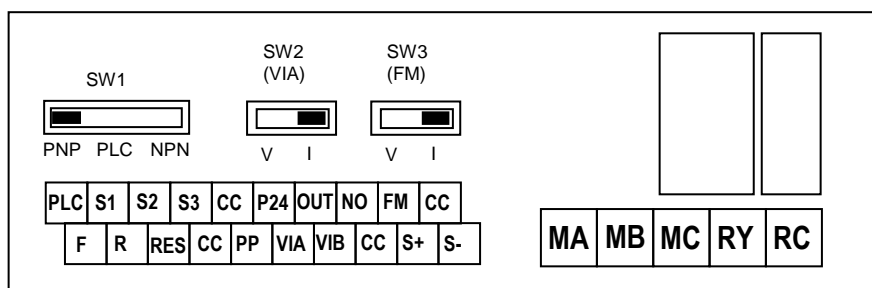 SW1
SW2
(VIA)
SW3
(FM)
PNP PLC NPN
V I
V I
PLC S1 S2 S3 CC P24 OUT NO FM CC
F R RES CC PP VIA VIB CC S+ S-
MA MB MC RY RC